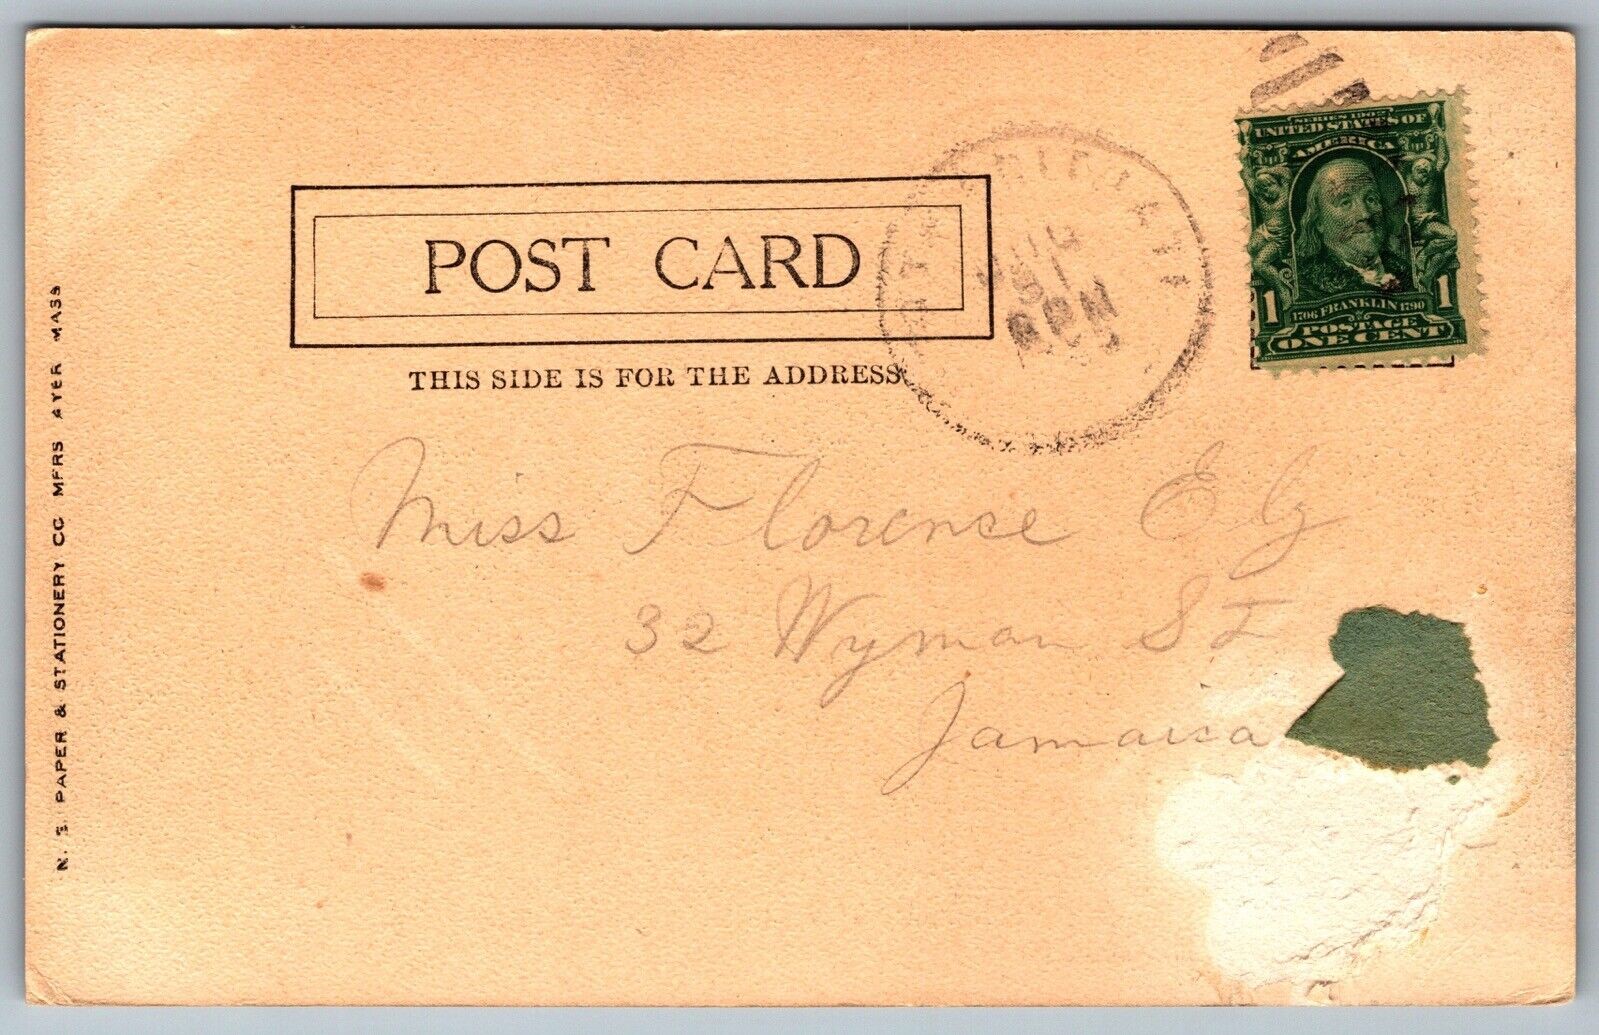 POST CARD
THIS SIDE IS FOR THE ADDRESS
SERIES 1902
UNITED STATES OF
AMERICA
1706 FRANKLIN 1790
1 1
POSTAGE
ONE CENT
Miss Florence Ely
32 Wyman St
Jamaica
N. E. PAPER & STATIONERY CO MFRS AYER MASS